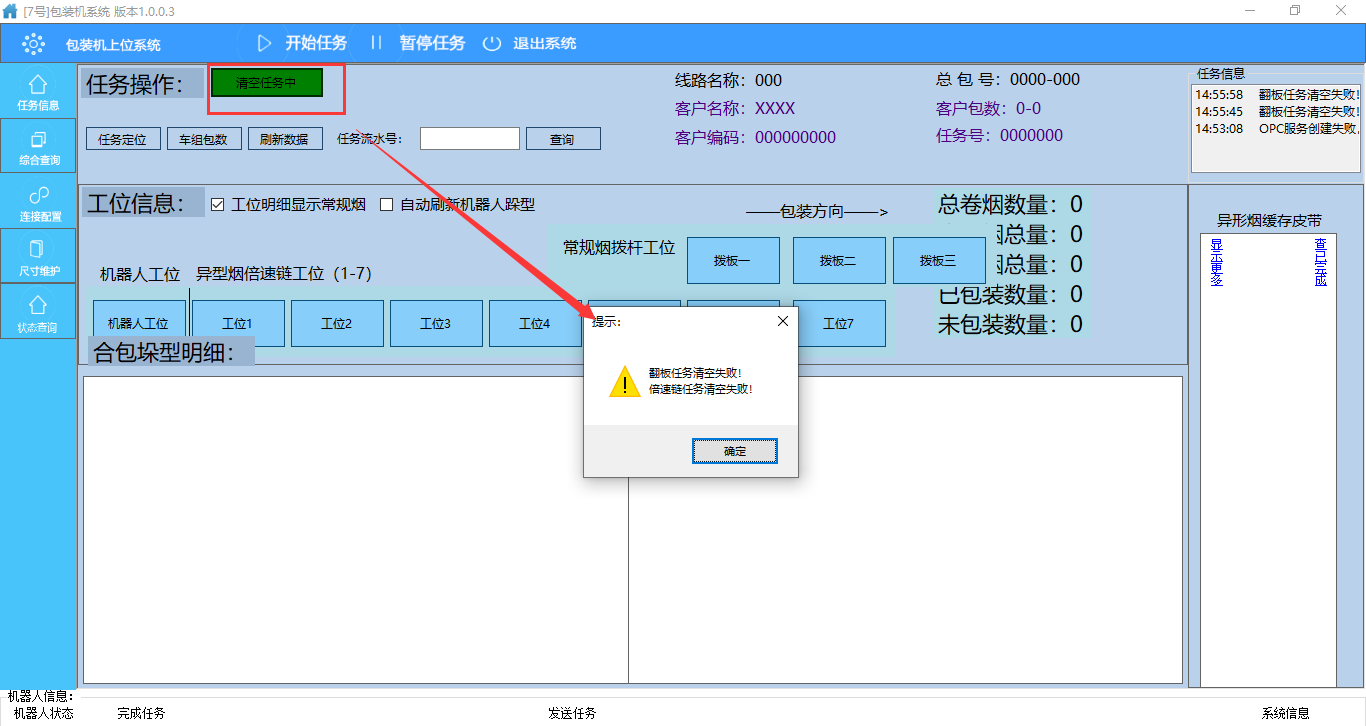 [7号]包装机系统 版本1.0.0.3
包装机上位系统 开始任务 暂停任务 退出系统
任务信息
综合查询
连接配置
尺寸维护
状态查询
任务操作： 清空任务中
任务定位 车组包数 刷新数据 任务流水号： 查询
线路名称：000 总 包 号：0000-000
客户名称：XXXX 客户包数：0-0
客户编码：000000000 任务号：0000000
任务信息
14:55:58 翻板任务清空失败!
14:55:45 翻板任务清空失败!
14:53:08 OPC服务创建失败.
工位信息： 工位明细显示常规烟 自动刷新机器人跺型
——包装方向——>
常规烟拨杆工位 拨板一 拨板二 拨板三
机器人工位 异型烟倍速链工位（1-7）
机器人工位 工位1 工位2 工位3 工位4 工位7
总卷烟数量：0
烟总量：0
烟总量：0
已包装数量：0
未包装数量：0
合包垛型明细：
异形烟缓存皮带
显示更多
查已完成
提示：
翻板任务清空失败!
倍速链任务清空失败!
确定
机器人信息：
机器人状态 完成任务 发送任务 系统信息